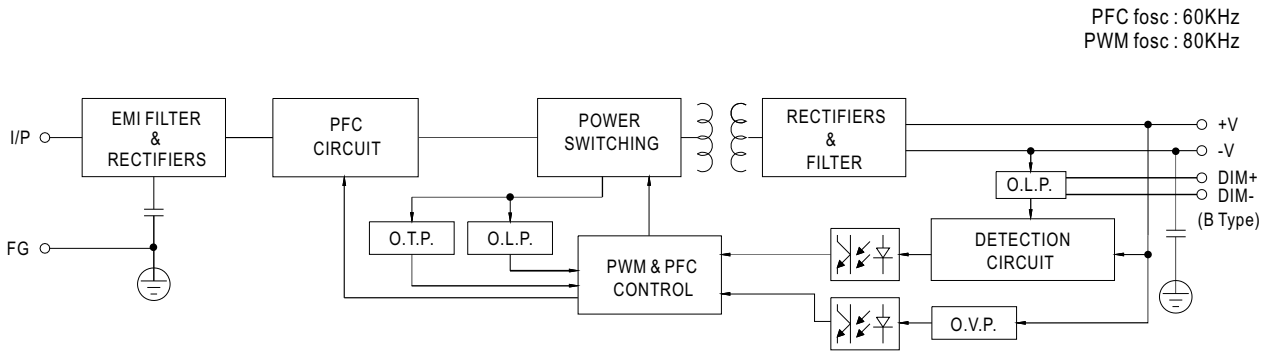 PFC fosc : 60KHz
PWM fosc : 80KHz
I/P
EMI FILTER
&
RECTIFIERS
PFC
CIRCUIT
POWER
SWITCHING
RECTIFIERS
&
FILTER
+V
-V
DIM+
DIM-
(B Type)
O.L.P.
FG
O.T.P.
O.L.P.
PWM & PFC
CONTROL
DETECTION
CIRCUIT
O.V.P.